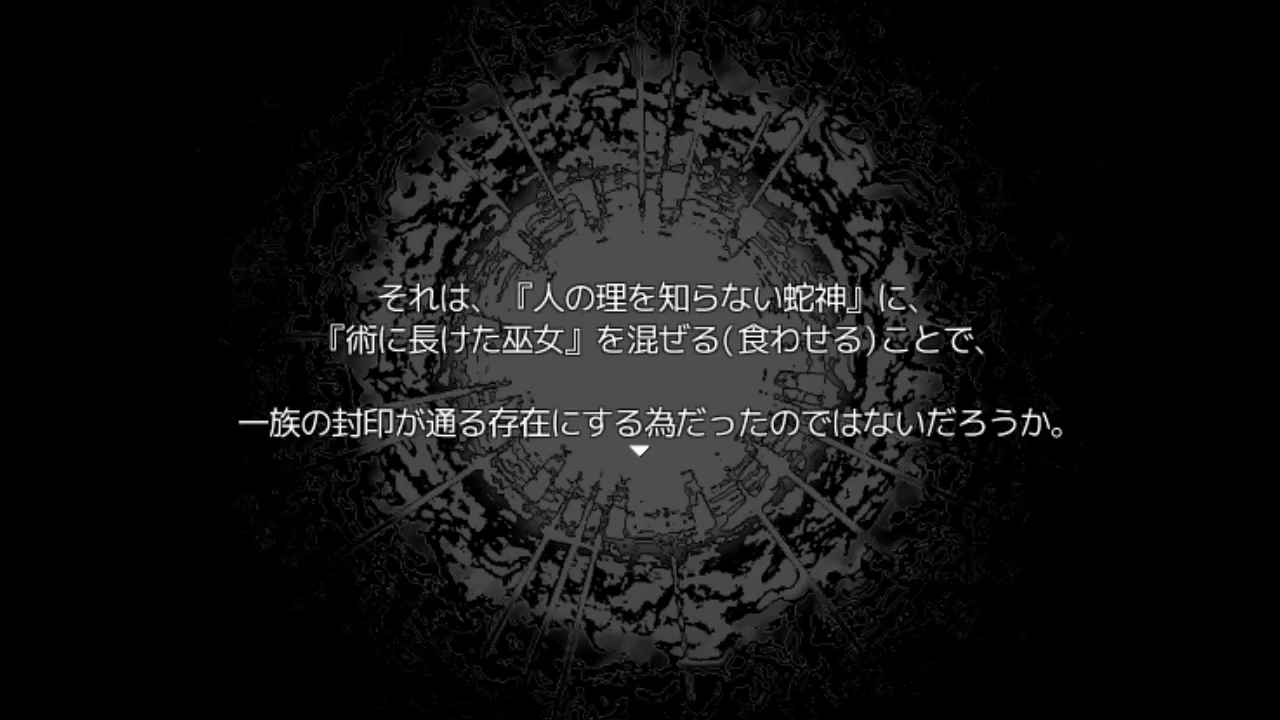 それは、『人の理を知らない蛇神』に、
『術に長けた巫女』を混ぜる(食わせる)ことで、
一族の封印が通る存在にする為だったのではないだろうか。